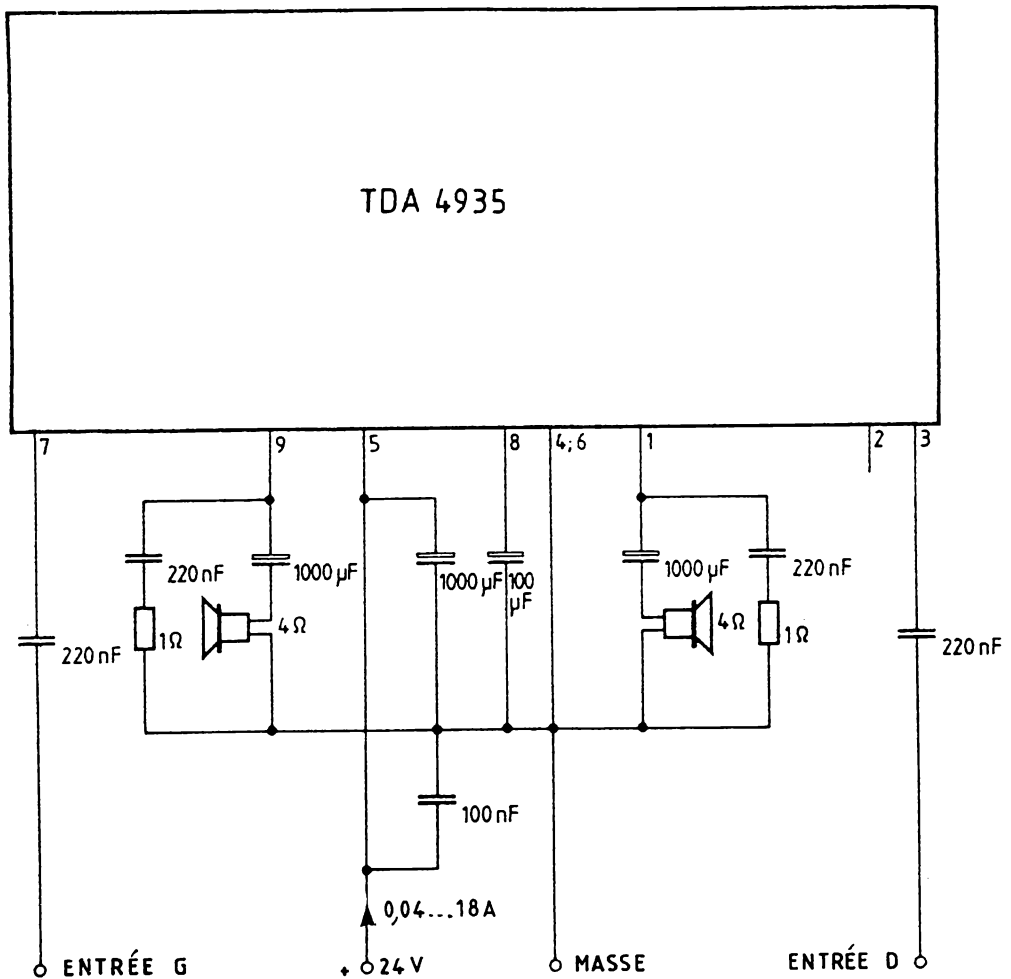 TDA 4935
7
9
5
8
4;6
1
2
3
220 nF
1000 µF
1000 µF
100 µF
1000 µF
220 nF
1Ω
4Ω
4Ω
1Ω
220 nF
220 nF
100 nF
0,04...18A
ENTRÉE G
+ 24 V
MASSE
ENTRÉE D